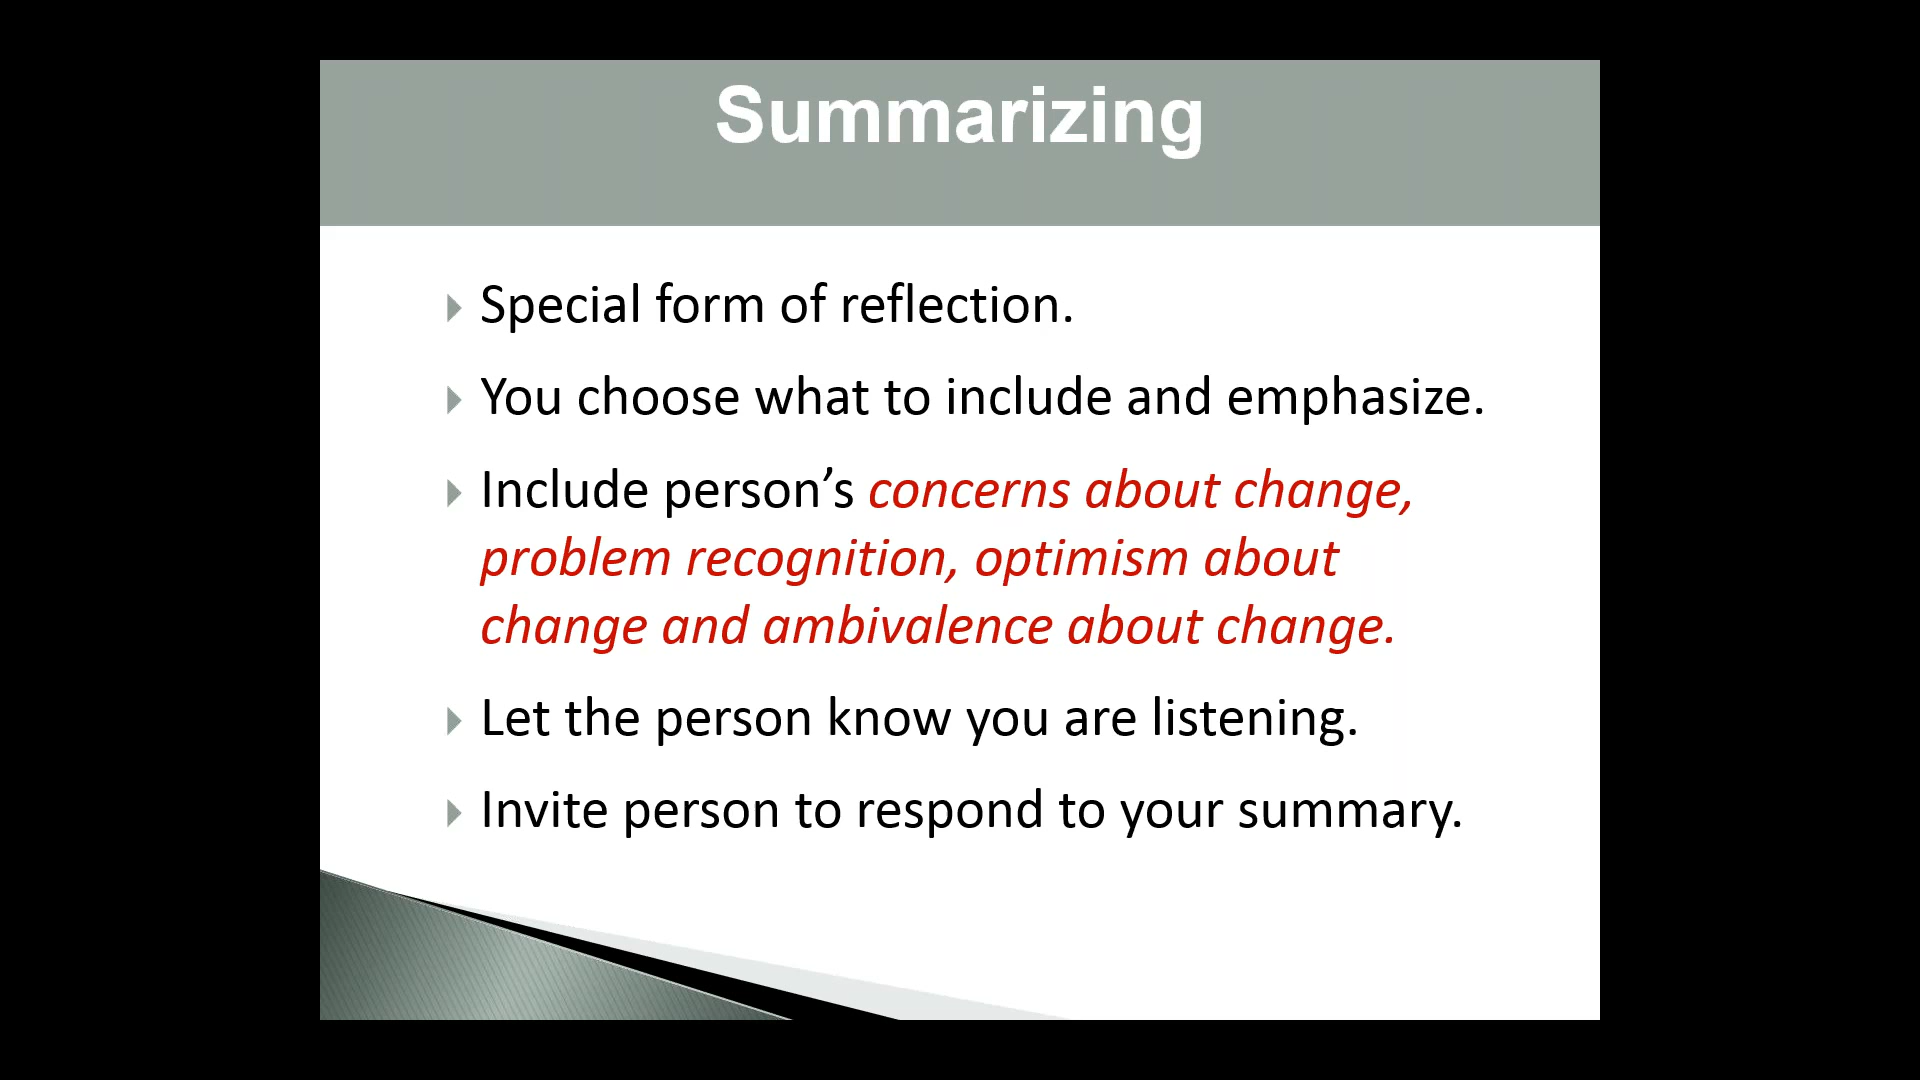 Summarizing
Special form of reflection.
You choose what to include and emphasize.
Include person’s concerns about change,
problem recognition, optimism about
change and ambivalence about change.
Let the person know you are listening.
Invite person to respond to your summary.